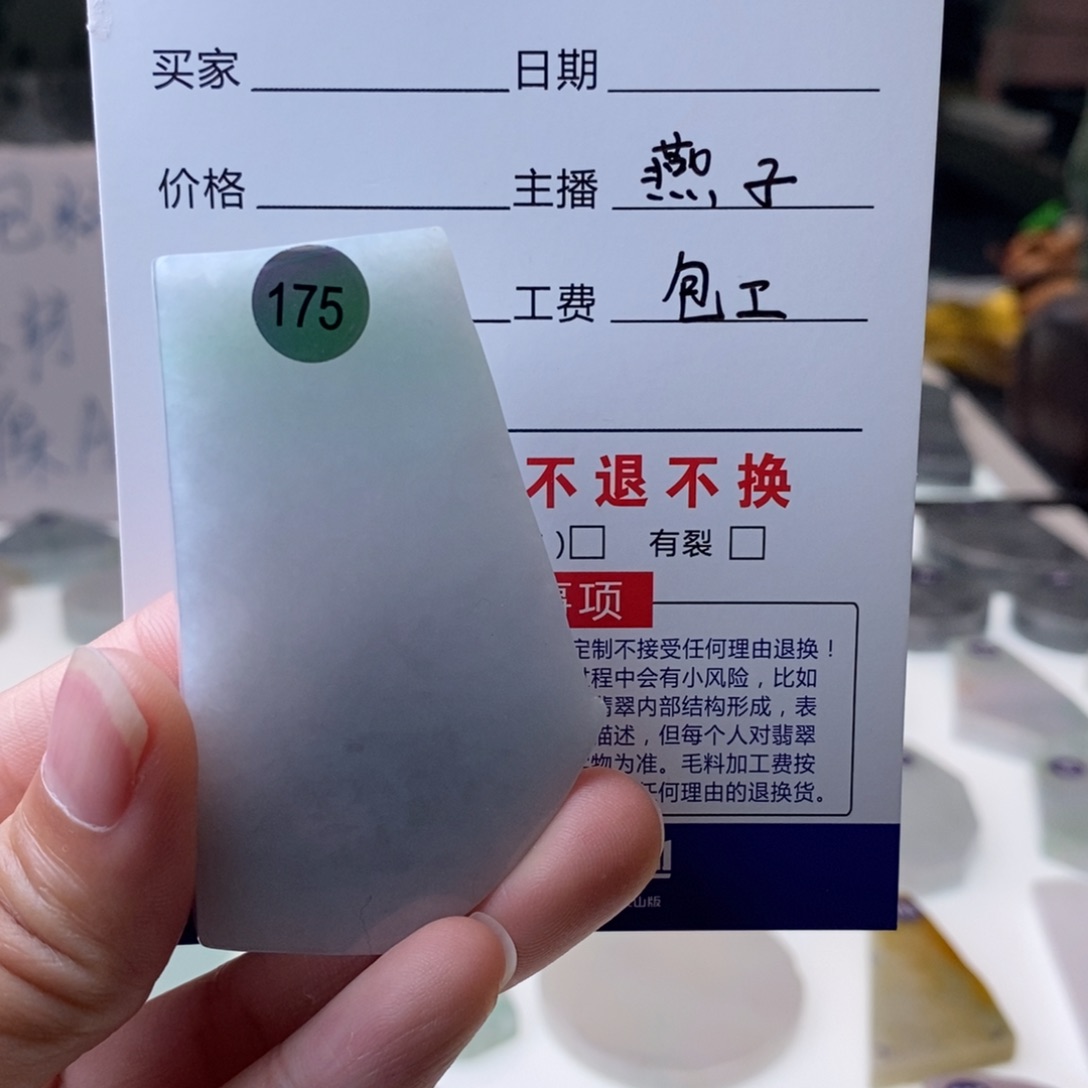 买家 日期
价格 主播 燕子
175
工费 包工
不退不换
)□ 有裂 □
事项
定制不接受任何理由退换！
程中会有小风险，比如
翡翠内部结构形成，表
描述，但每个人对翡翠
物为准。毛料加工费按
任何理由的退换货。
山版